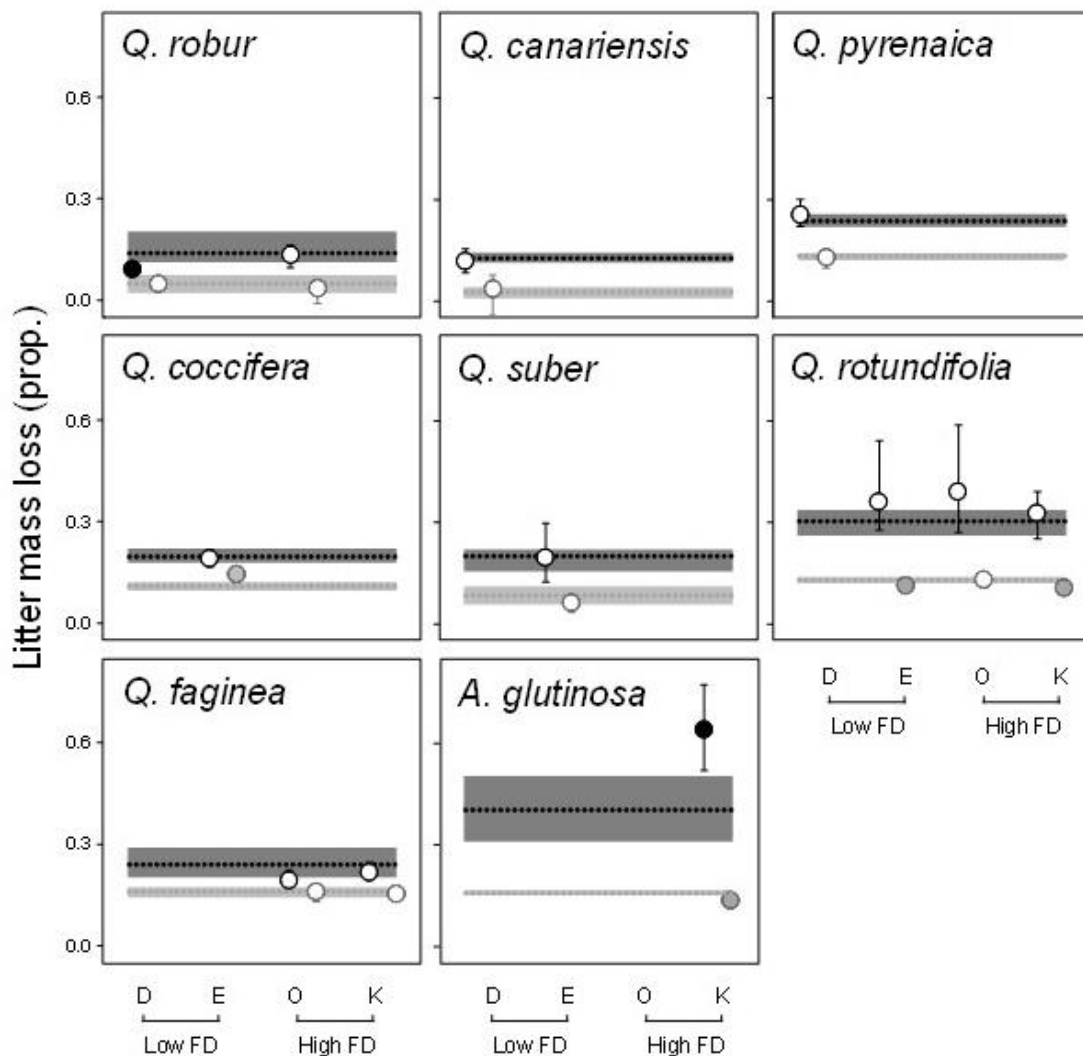 Q. robur
Q. canariensis
Q. pyrenaica
0.6
0.3
0.0
Litter mass loss (prop.)
Q. coccifera
Q. suber
Q. rotundifolia
0.6
0.3
0.0
D E O K
Low FD High FD
Q. faginea
A. glutinosa
0.6
0.3
0.0
D E O K
Low FD High FD
D E O K
Low FD High FD